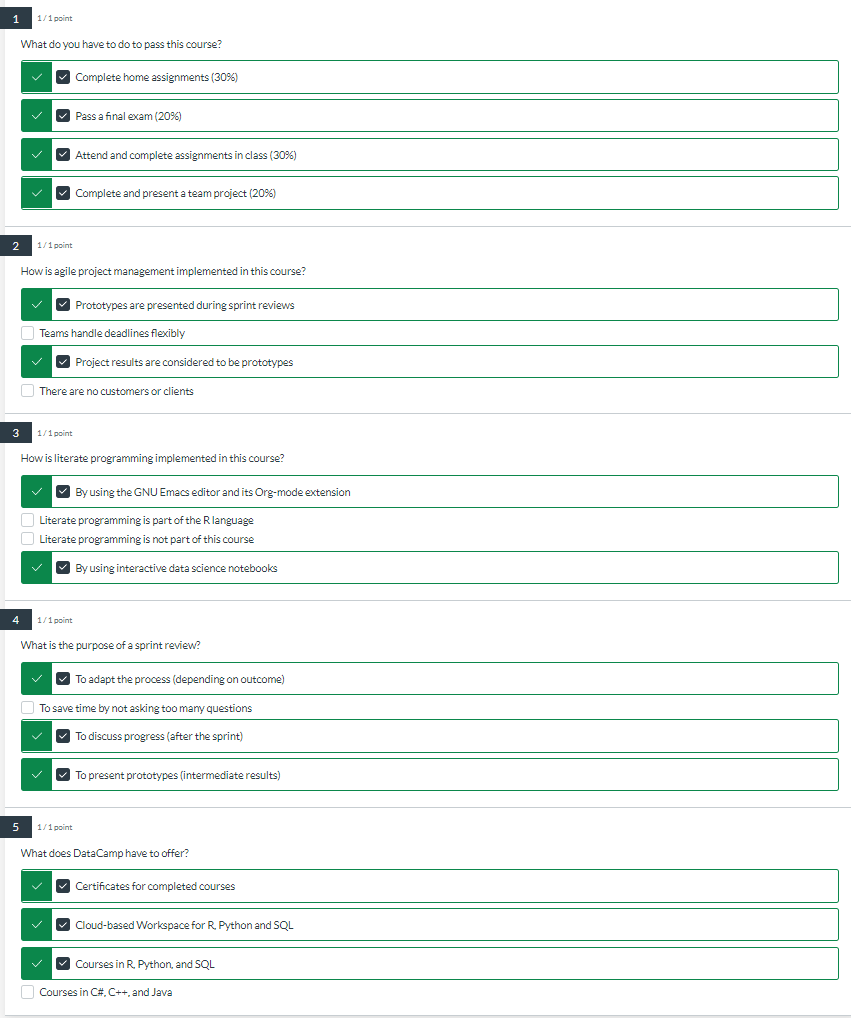 1
1 / 1 point
What do you have to do to pass this course?
Complete home assignments (30%)
Pass a final exam (20%)
Attend and complete assignments in class (30%)
Complete and present a team project (20%)
2
1 / 1 point
How is agile project management implemented in this course?
Prototypes are presented during sprint reviews
Teams handle deadlines flexibly
Project results are considered to be prototypes
There are no customers or clients
3
1 / 1 point
How is literate programming implemented in this course?
By using the GNU Emacs editor and its Org-mode extension
Literate programming is part of the R language
Literate programming is not part of this course
By using interactive data science notebooks
4
1 / 1 point
What is the purpose of a sprint review?
To adapt the process (depending on outcome)
To save time by not asking too many questions
To discuss progress (after the sprint)
To present prototypes (intermediate results)
5
1 / 1 point
What does DataCamp have to offer?
Certificates for completed courses
Cloud-based Workspace for R, Python and SQL
Courses in R, Python, and SQL
Courses in C#, C++, and Java